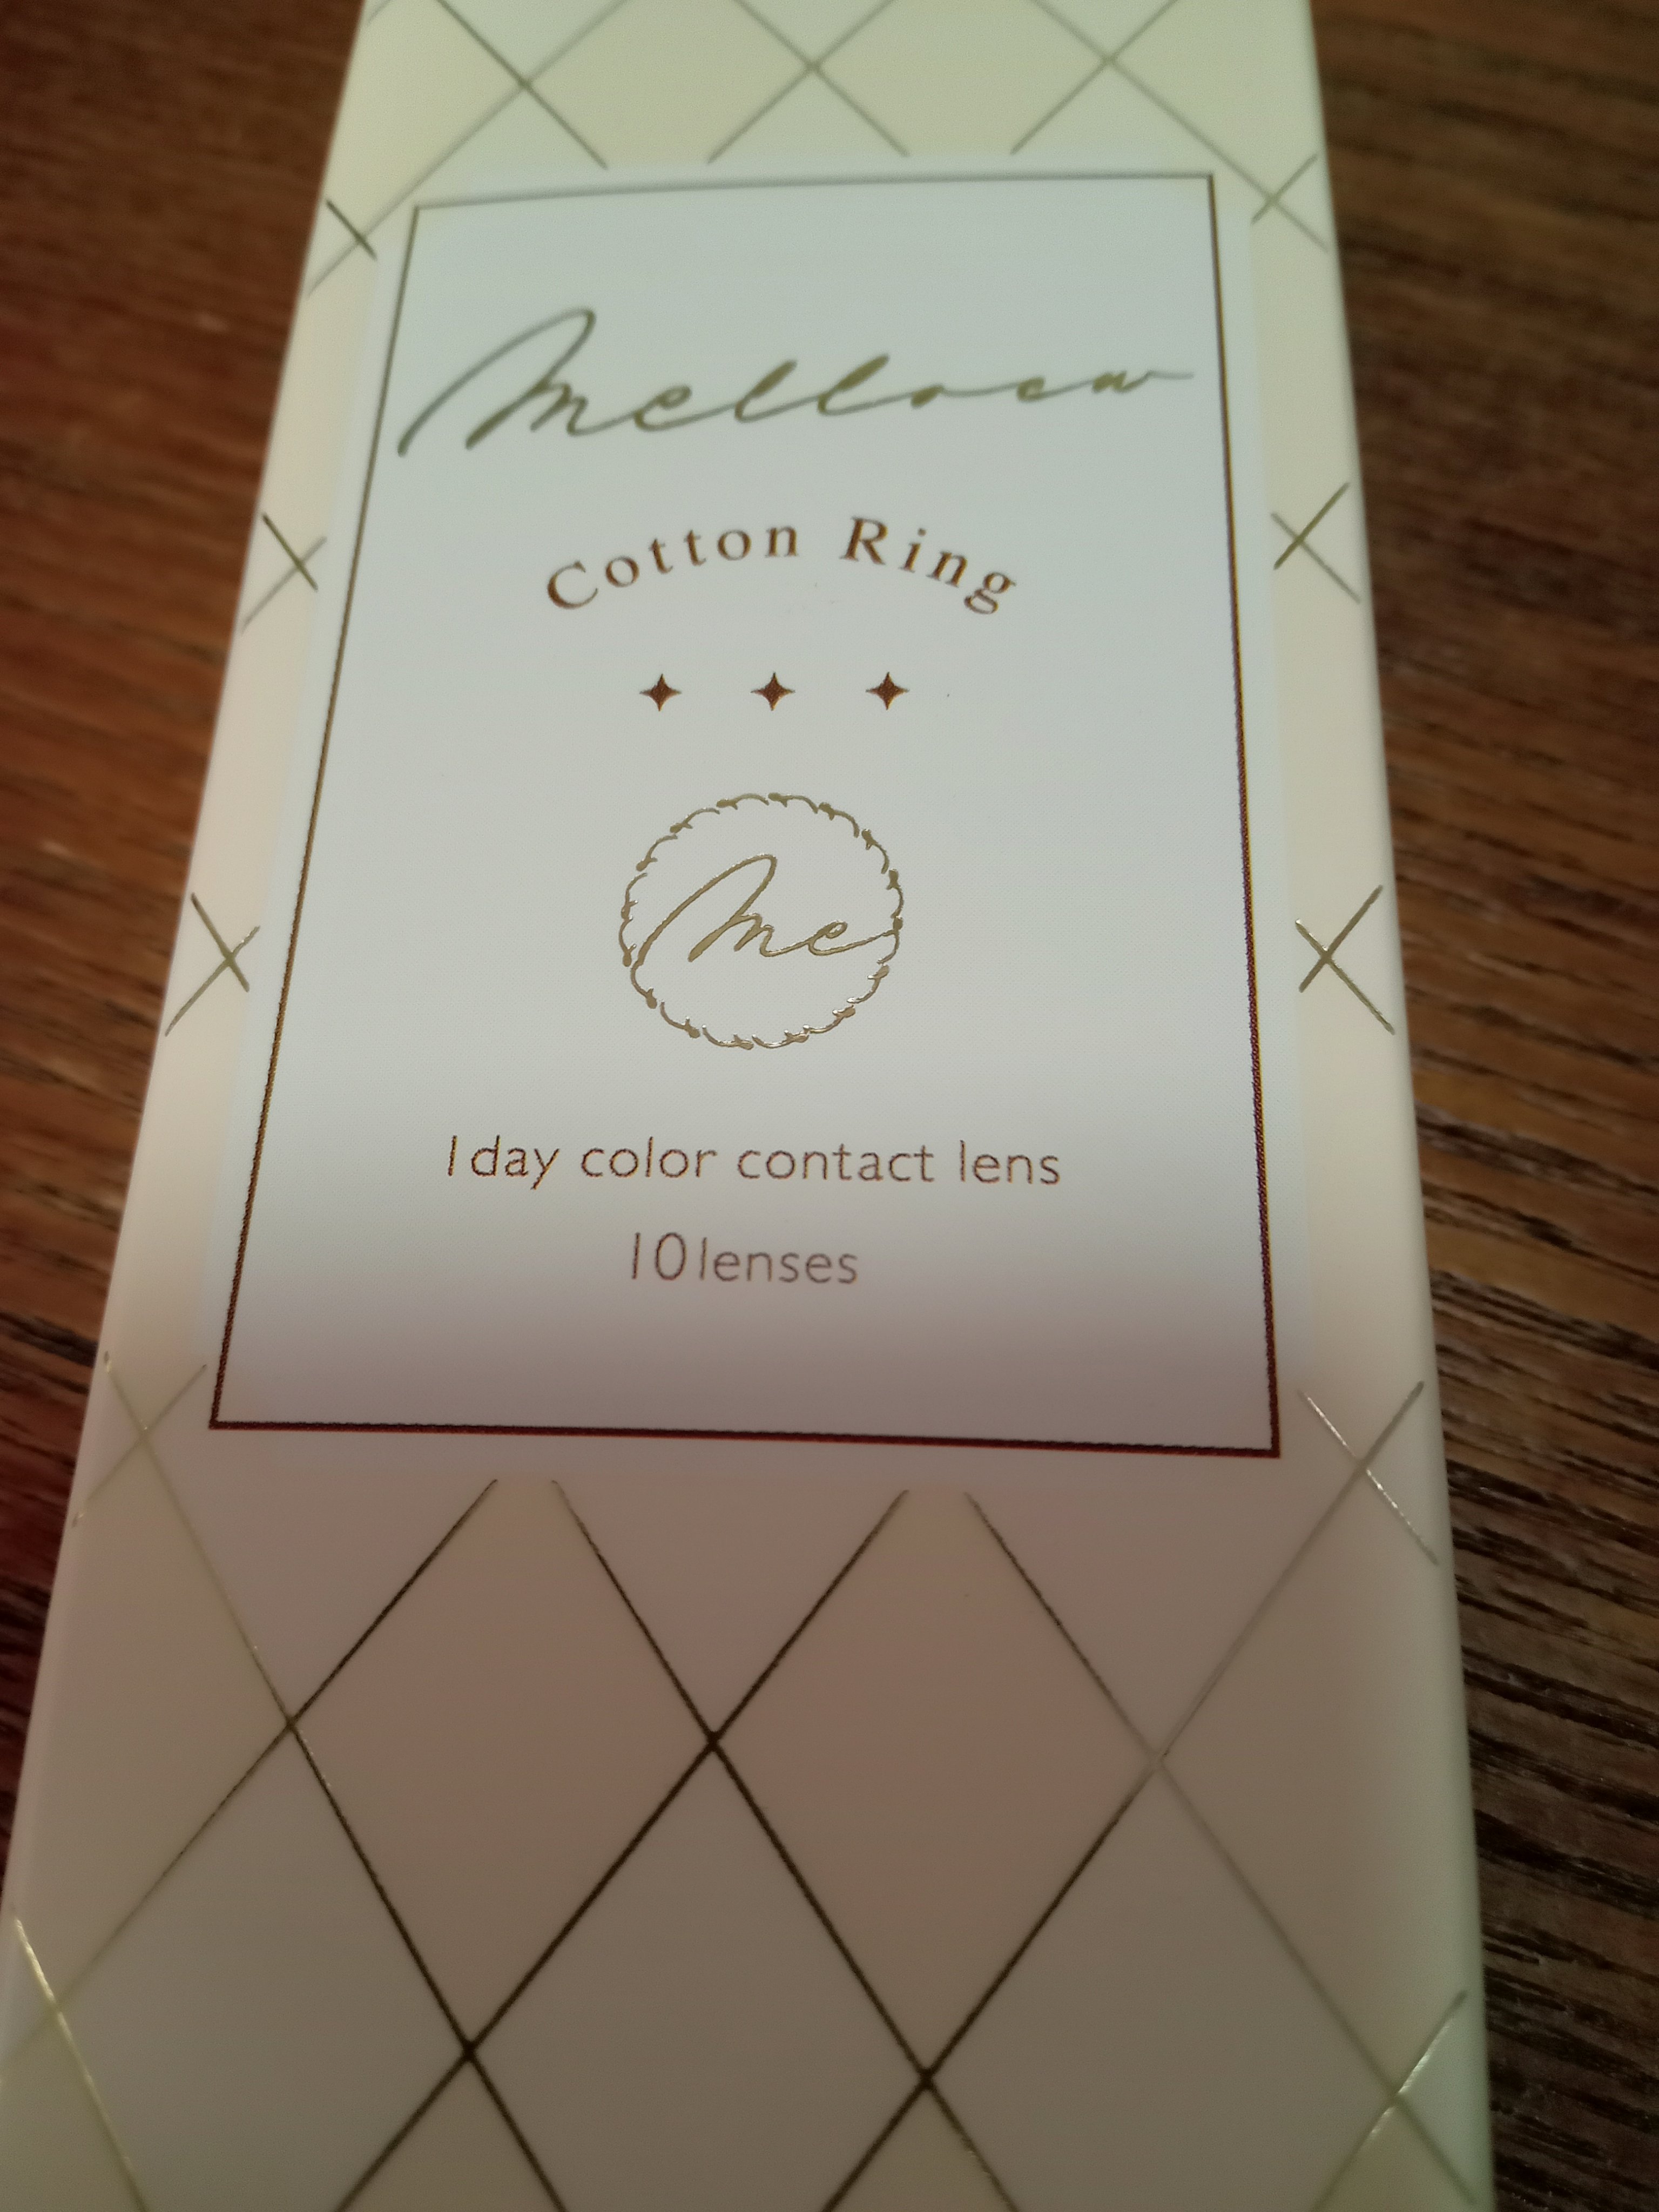 Mellow
Cotton Ring
Me
1day color contact lens
10lenses